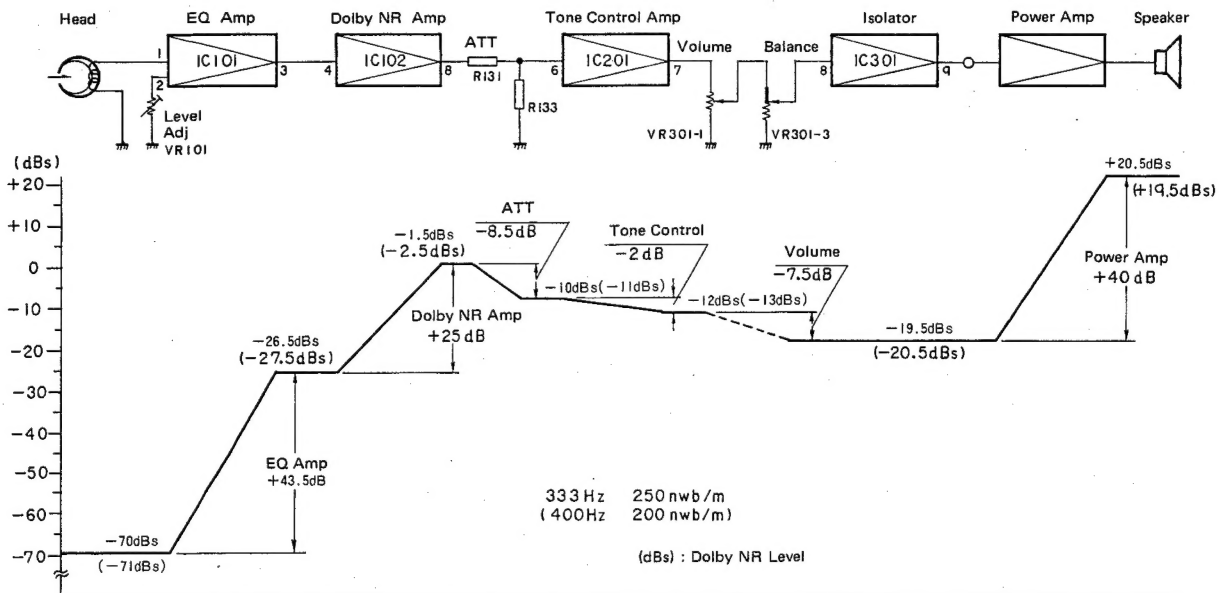 Head
EQ Amp
Dolby NR Amp
ATT
Tone Control Amp
Volume
Balance
Isolator
Power Amp
Speaker
1
2
IC101
3
4
IC102
8
R131
R133
6
IC201
7
8
IC301
9
Level
Adj
VR101
VR301-1
VR301-3
(dBs)
+20
+10
0
-10
-20
-30
-40
-50
-60
-70
-70dBs
(-71dBs)
EQ Amp
+43.5dB
-26.5dBs
(-27.5dBs)
Dolby NR Amp
+25dB
-1.5dBs
(-2.5dBs)
ATT
-8.5dB
-10dBs(-11dBs)
Tone Control
-2dB
-12dBs(-13dBs)
Volume
-7.5dB
-19.5dBs
(-20.5dBs)
Power Amp
+40dB
+20.5dBs
(+19.5dBs)
333Hz 250nwb/m
(400Hz 200nwb/m)
(dBs) : Dolby NR Level